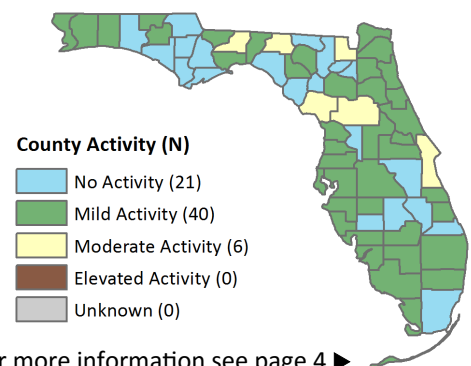 County Activity (N)
No Activity (21)
Mild Activity (40)
Moderate Activity (6)
Elevated Activity (0)
Unknown (0)
r more information see page 4 ▶